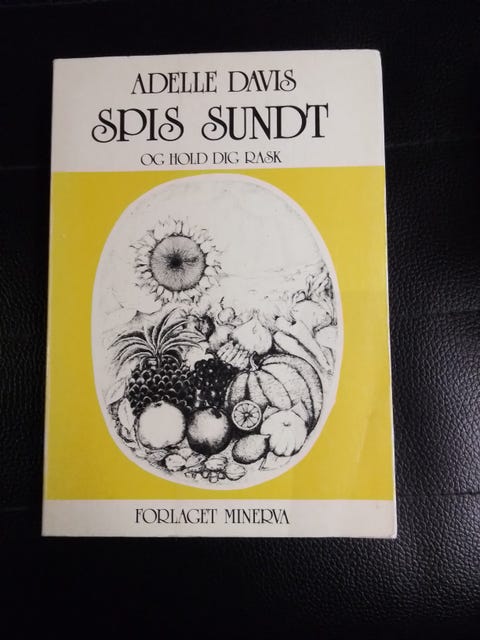 ADELLE DAVIS
SPIS SUNDT
OG HOLD DIG RASK
FORLAGET MINERVA